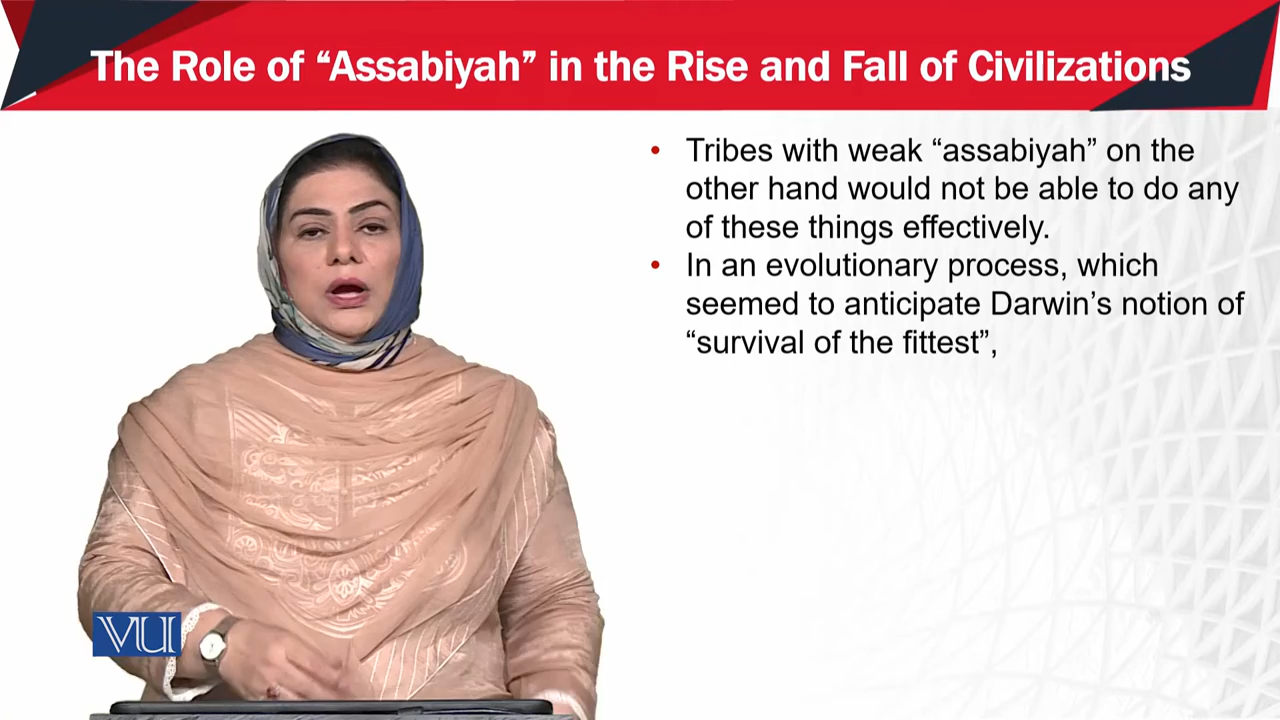 The Role of “Assabiyah” in the Rise and Fall of Civilizations
• Tribes with weak “assabiyah” on the
other hand would not be able to do any
of these things effectively.
• In an evolutionary process, which
seemed to anticipate Darwin’s notion of
“survival of the fittest”,
VU